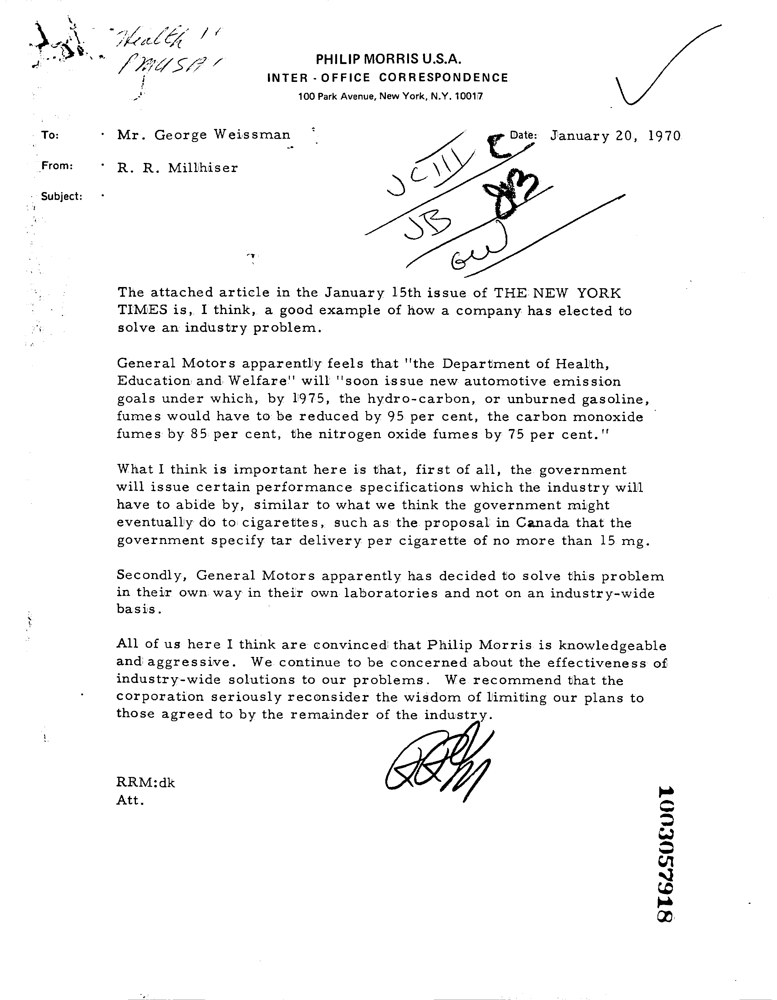 Health"
PMUSA
PHILIP MORRIS U.S.A.
INTER - OFFICE CORRESPONDENCE
100 Park Avenue, New York, N.Y. 10017
To: Mr. George Weissman Date: January 20, 1970
From: R. R. Millhiser
Subject:
JCIII
JB
GW
The attached article in the January 15th issue of THE NEW YORK
TIMES is, I think, a good example of how a company has elected to
solve an industry problem.
General Motors apparently feels that "the Department of Health,
Education and Welfare" will "soon issue new automotive emission
goals under which, by 1975, the hydro-carbon, or unburned gasoline,
fumes would have to be reduced by 95 per cent, the carbon monoxide
fumes by 85 per cent, the nitrogen oxide fumes by 75 per cent."
What I think is important here is that, first of all, the government
will issue certain performance specifications which the industry will
have to abide by, similar to what we think the government might
eventually do to cigarettes, such as the proposal in Canada that the
government specify tar delivery per cigarette of no more than 15 mg.
Secondly, General Motors apparently has decided to solve this problem
in their own way in their own laboratories and not on an industry-wide
basis.
All of us here I think are convinced that Philip Morris is knowledgeable
and aggressive. We continue to be concerned about the effectiveness of
industry-wide solutions to our problems. We recommend that the
corporation seriously reconsider the wisdom of limiting our plans to
those agreed to by the remainder of the industry.
RRM
RRM:dk
Att.
1003057918